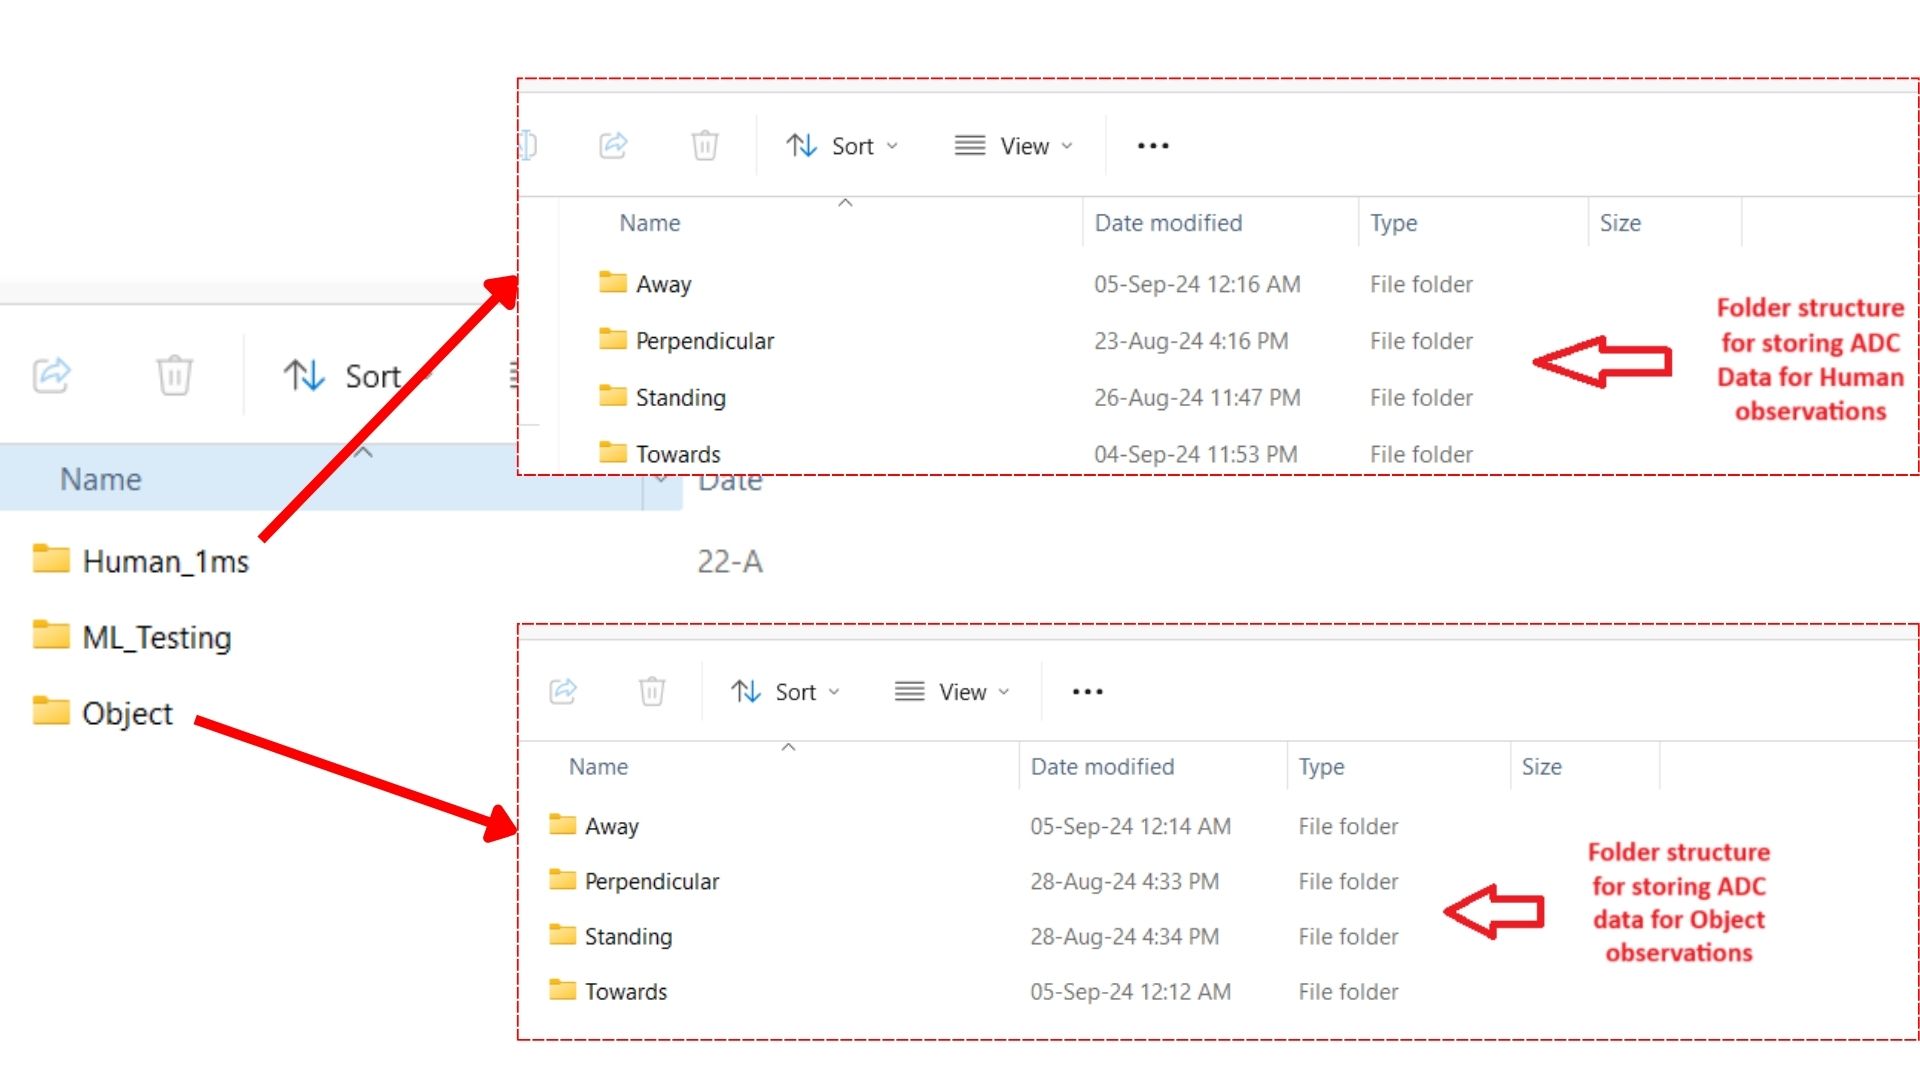 Sort
Name
Date
Human_1ms
22-A
ML_Testing
Object
Sort
View
Name
Date modified
Type
Size
Away
05-Sep-24 12:16 AM
File folder
Perpendicular
23-Aug-24 4:16 PM
File folder
Standing
26-Aug-24 11:47 PM
File folder
Towards
04-Sep-24 11:53 PM
File folder
Folder structure
for storing ADC
Data for Human
observations
Sort
View
Name
Date modified
Type
Size
Away
05-Sep-24 12:14 AM
File folder
Perpendicular
28-Aug-24 4:33 PM
File folder
Standing
28-Aug-24 4:34 PM
File folder
Towards
05-Sep-24 12:12 AM
File folder
Folder structure
for storing ADC
data for Object
observations